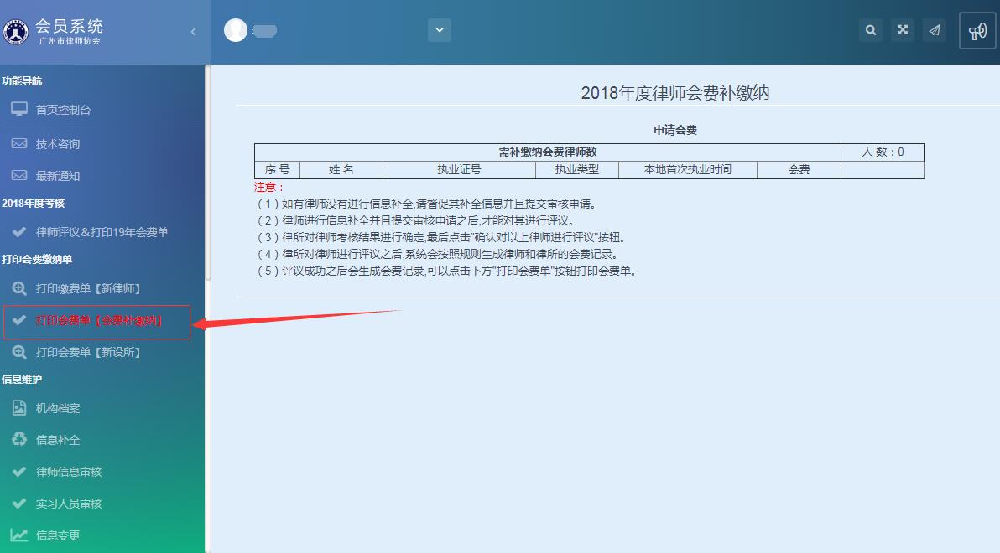 会员系统
广州市律师协会
功能导航
首页控制台
技术咨询
最新通知
2018年度考核
律师评议&打印19年会费单
打印会费缴纳单
打印缴费单【新律师】
打印会费单【会费补缴纳】
打印会费单【新设所】
信息维护
机构档案
信息补全
律师信息审核
实习人员审核
信息变更
2018年度律师会费补缴纳
申请会费
需补缴纳会费律师数 人 数：0
序 号 姓 名 执业证号 执业类型 本地首次执业时间 会费
注意：
（1）如有律师没有进行信息补全,请督促其补全信息并且提交审核申请。
（2）律师进行信息补全并且提交审核申请之后,才能对其进行评议。
（3）律所对律师考核结果进行确定,最后点击"确认对以上律师进行评议"按钮。
（4）律所对律师进行评议之后,系统会按照规则生成律师和律所的会费记录。
（5）评议成功之后会生成会费记录,可以点击下方"打印会费单"按钮打印会费单。